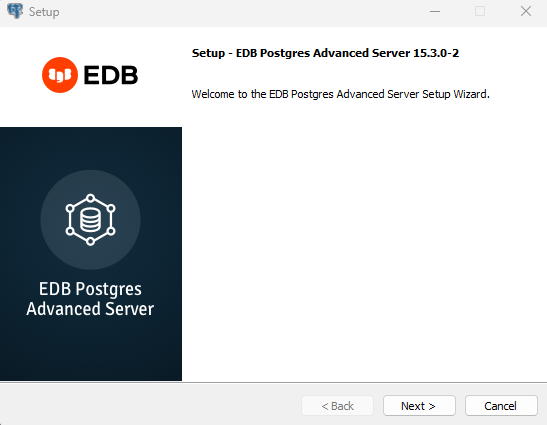 Setup
EDB
Setup - EDB Postgres Advanced Server 15.3.0-2
Welcome to the EDB Postgres Advanced Server Setup Wizard.
EDB Postgres
Advanced Server
< Back
Next >
Cancel